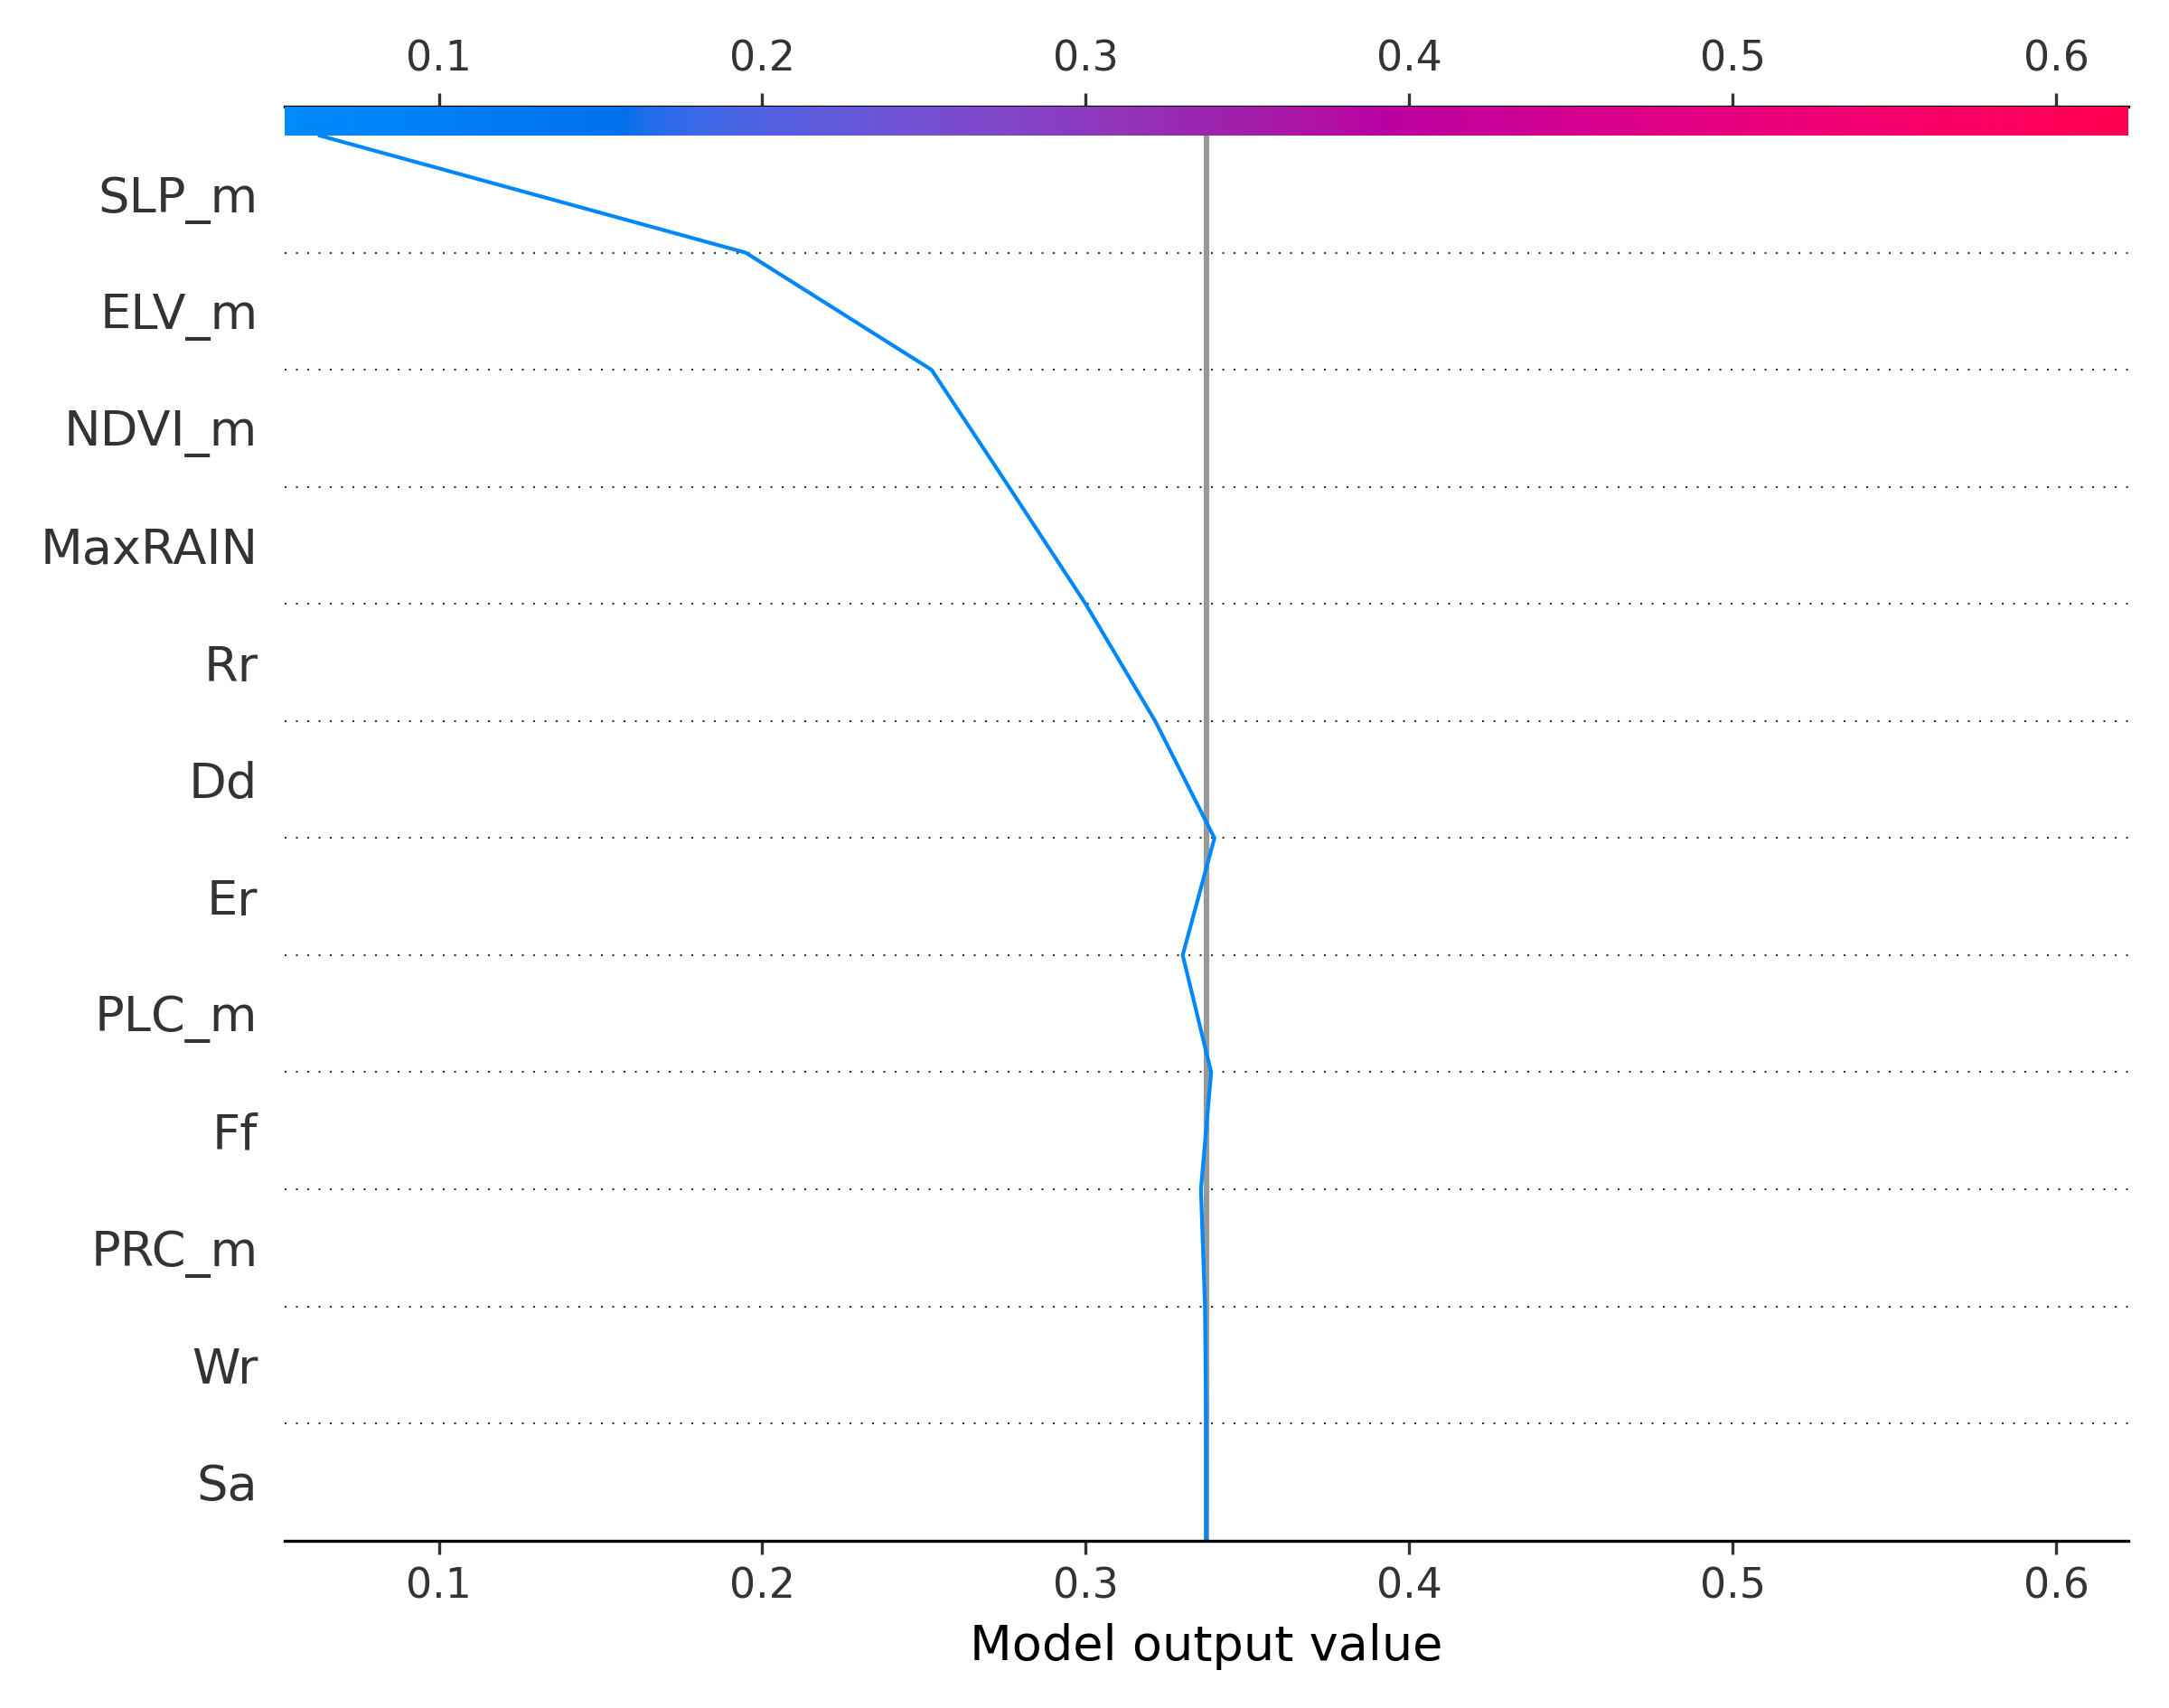 0.1 0.2 0.3 0.4 0.5 0.6
SLP_m
ELV_m
NDVI_m
MaxRAIN
Rr
Dd
Er
PLC_m
Ff
PRC_m
Wr
Sa
0.1 0.2 0.3 0.4 0.5 0.6
Model output value